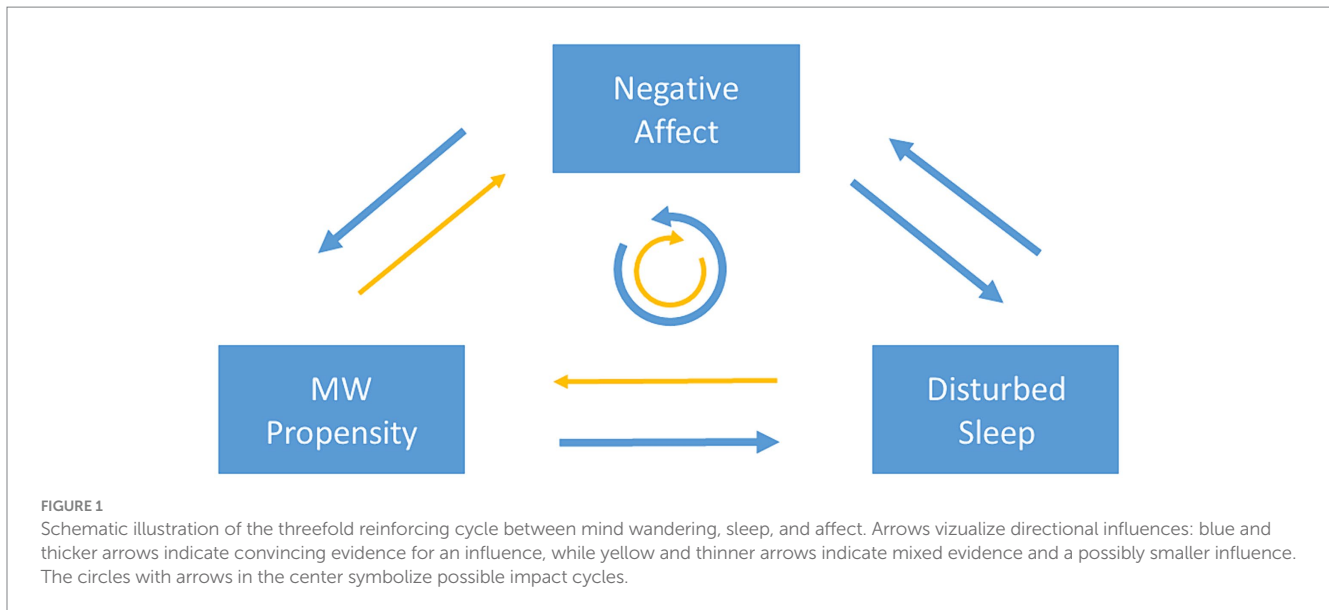 Negative
Affect
MW
Propensity
Disturbed
Sleep
FIGURE 1
Schematic illustration of the threefold reinforcing cycle between mind wandering, sleep, and affect. Arrows vizualize directional influences: blue and
thicker arrows indicate convincing evidence for an influence, while yellow and thinner arrows indicate mixed evidence and a possibly smaller influence.
The circles with arrows in the center symbolize possible impact cycles.